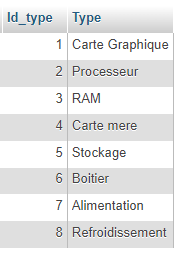 Id_type Type
1 Carte Graphique
2 Processeur
3 RAM
4 Carte mere
5 Stockage
6 Boitier
7 Alimentation
8 Refroidissement